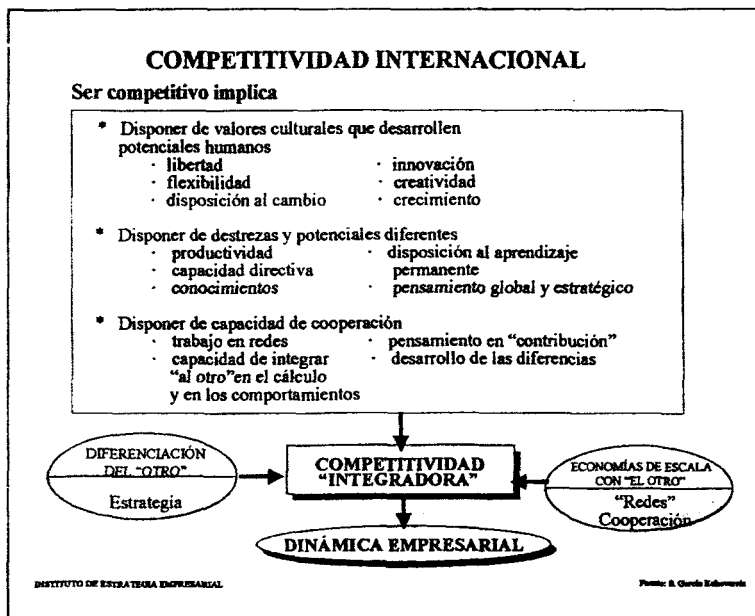 COMPETITIVIDAD INTERNACIONAL
Ser competitivo implica
* Disponer de valores culturales que desarrollen
potenciales humanos
· libertad · innovación
· flexibilidad · creatividad
· disposición al cambio · crecimiento
* Disponer de destrezas y potenciales diferentes
· productividad · disposición al aprendizaje
· capacidad directiva permanente
· conocimientos · pensamiento global y estratégico
* Disponer de capacidad de cooperación
· trabajo en redes · pensamiento en “contribución”
· capacidad de integrar · desarrollo de las diferencias
“al otro”en el cálculo
y en los comportamientos
DIFERENCIACIÓN
DEL “OTRO”
Estrategia
COMPETITIVIDAD
“INTEGRADORA”
ECONOMÍAS DE ESCALA
CON “EL OTRO”
“Redes”
Cooperación
DINÁMICA EMPRESARIAL
INSTITUTO DE ESTRATEGIA EMPRESARIAL
Fuente: S. García Echevarría